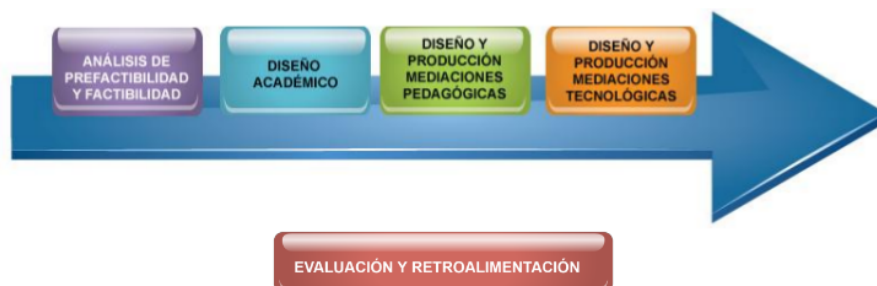 ANÁLISIS DE
PREFACTIBILIDAD
Y FACTIBILIDAD
DISEÑO
ACADÉMICO
DISEÑO Y
PRODUCCIÓN
MEDIACIONES
PEDAGÓGICAS
DISEÑO Y
PRODUCCIÓN
MEDIACIONES
TECNOLÓGICAS
EVALUACIÓN Y RETROALIMENTACIÓN